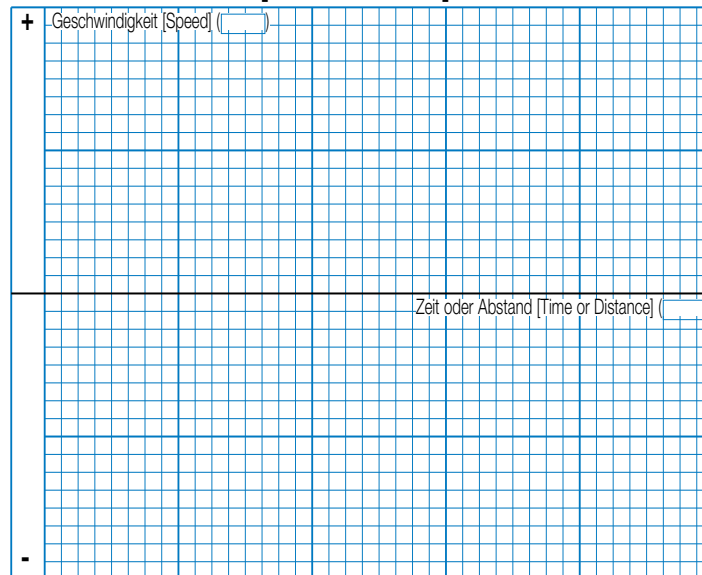 + Geschwindigkeit [Speed] ( )
Zeit oder Abstand [Time or Distance] (
-